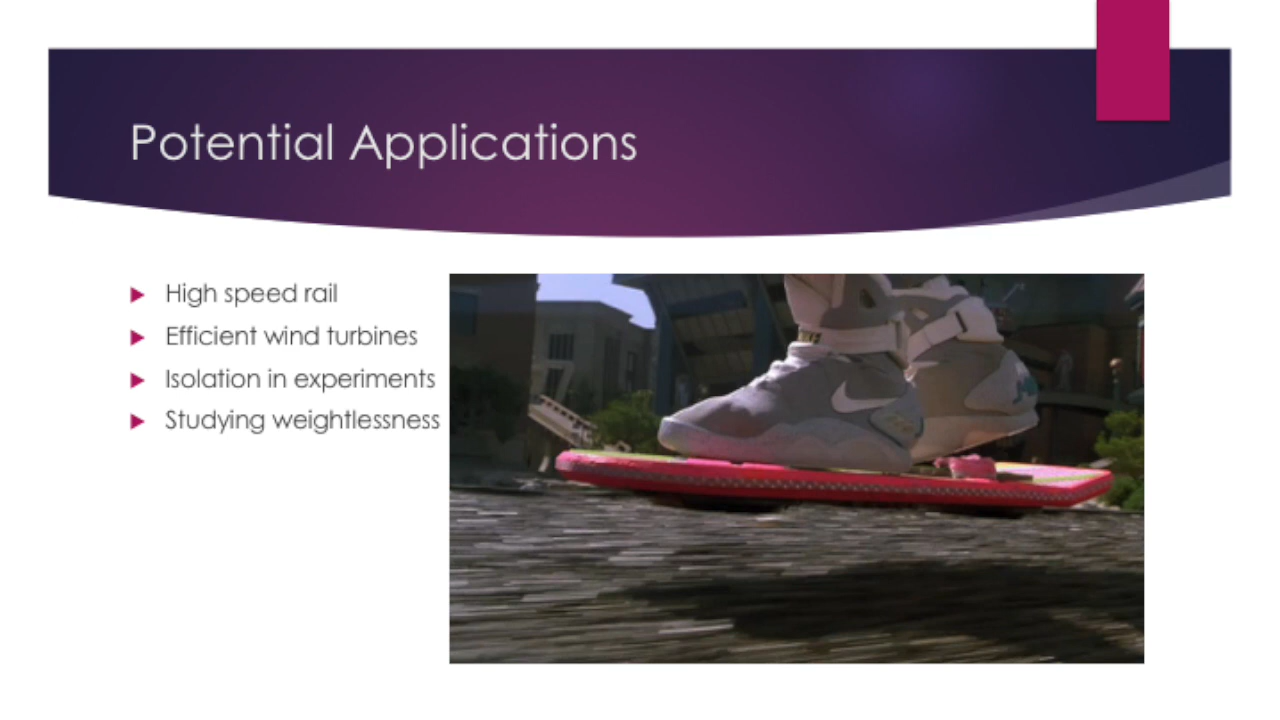 Potential Applications
High speed rail
Efficient wind turbines
Isolation in experiments
Studying weightlessness